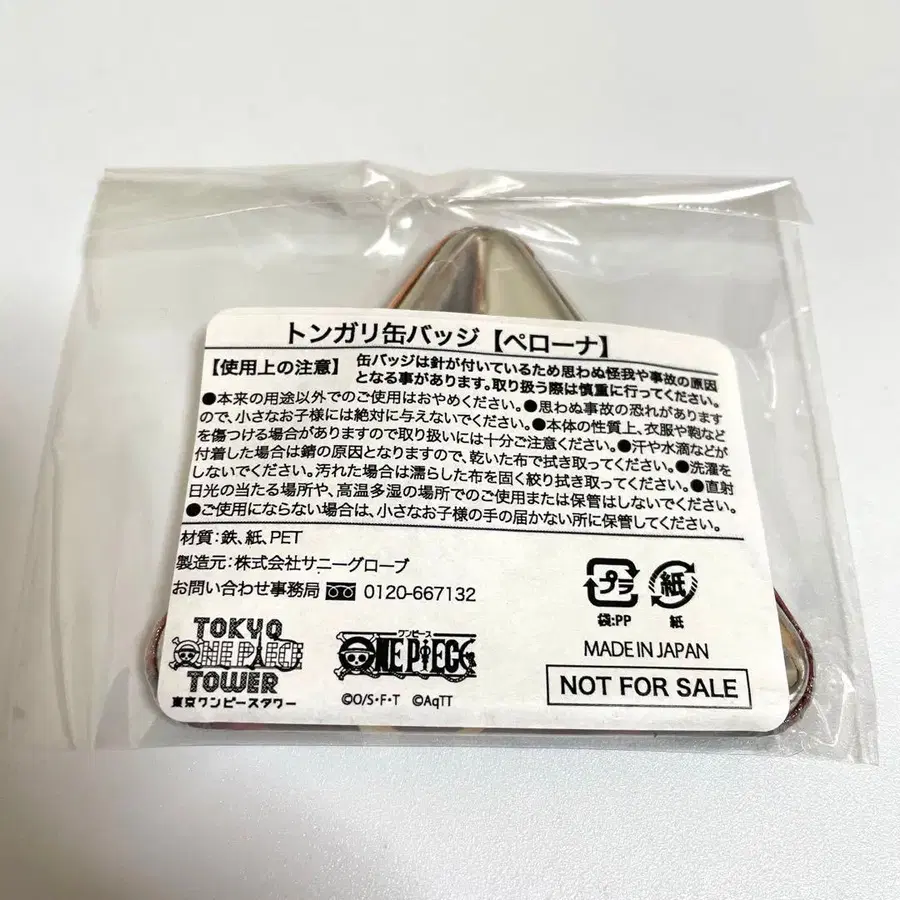 トンガリ缶バッジ【ペローナ】
【使用上の注意】
缶バッジは針が付いているため思わぬ怪我や事故の原因
となる事があります。取り扱う際は慎重に行ってください。
●本来の用途以外でのご使用はおやめください。●思わぬ事故の恐れがあります
ので、小さなお子様には絶対に与えないでください。●本体の性質上、衣服や鞄など
を傷つける場合がありますので取り扱いには十分ご注意ください。●汗や水滴などが
付着した場合は錆の原因となりますので、乾いた布で拭き取ってください。●洗濯を
しないでください。汚れた場合は濡らした布を固く絞り拭き取ってください。●直射
日光の当たる場所や、高温多湿の場所でのご使用または保管はしないでください。
●ご使用にならない場合は、小さなお子様の手の届かない所に保管してください。
材質:鉄、紙、PET
製造元:株式会社サニーグローブ
お問い合わせ事務局 0120-667132
プラ
紙
袋:PP
紙
TOKYO
ONE PIECE
TOWER
東京ワンピースタワー
ワンピース
ONE PIECE
©O/S・F・T ©AqTT
MADE IN JAPAN
NOT FOR SALE